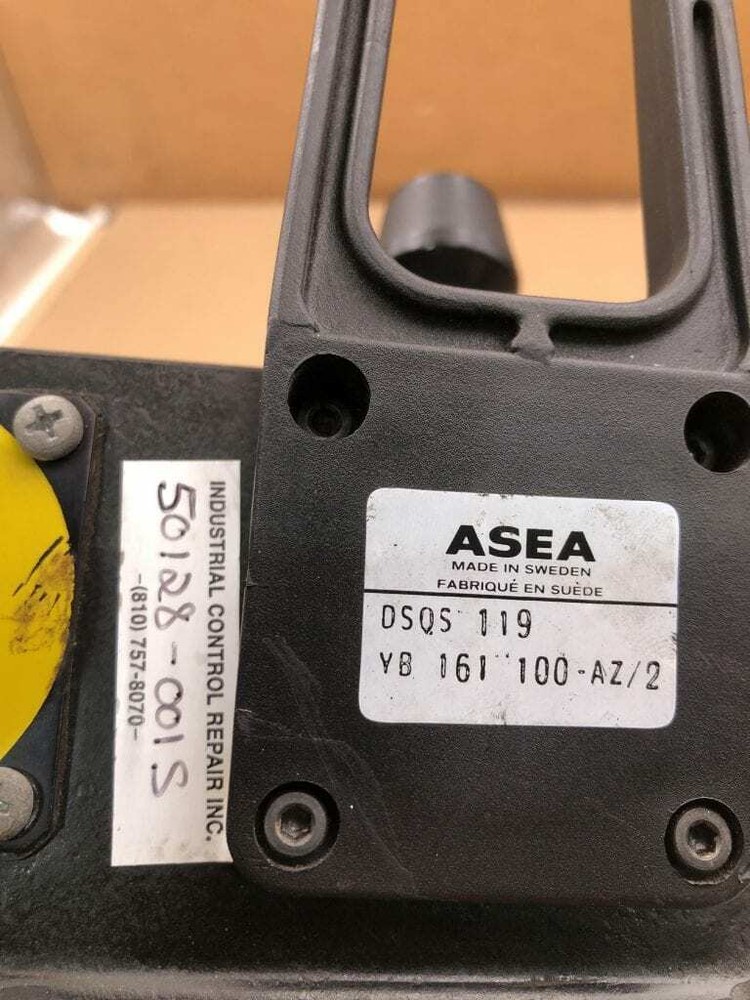 INDUSTRIAL CONTROL REPAIR INC.
50128-001S
-(810) 757-8070-
ASEA
MADE IN SWEDEN
FABRIQUÉ EN SUÈDE
DSQS 119
YB 161 100-AZ/2